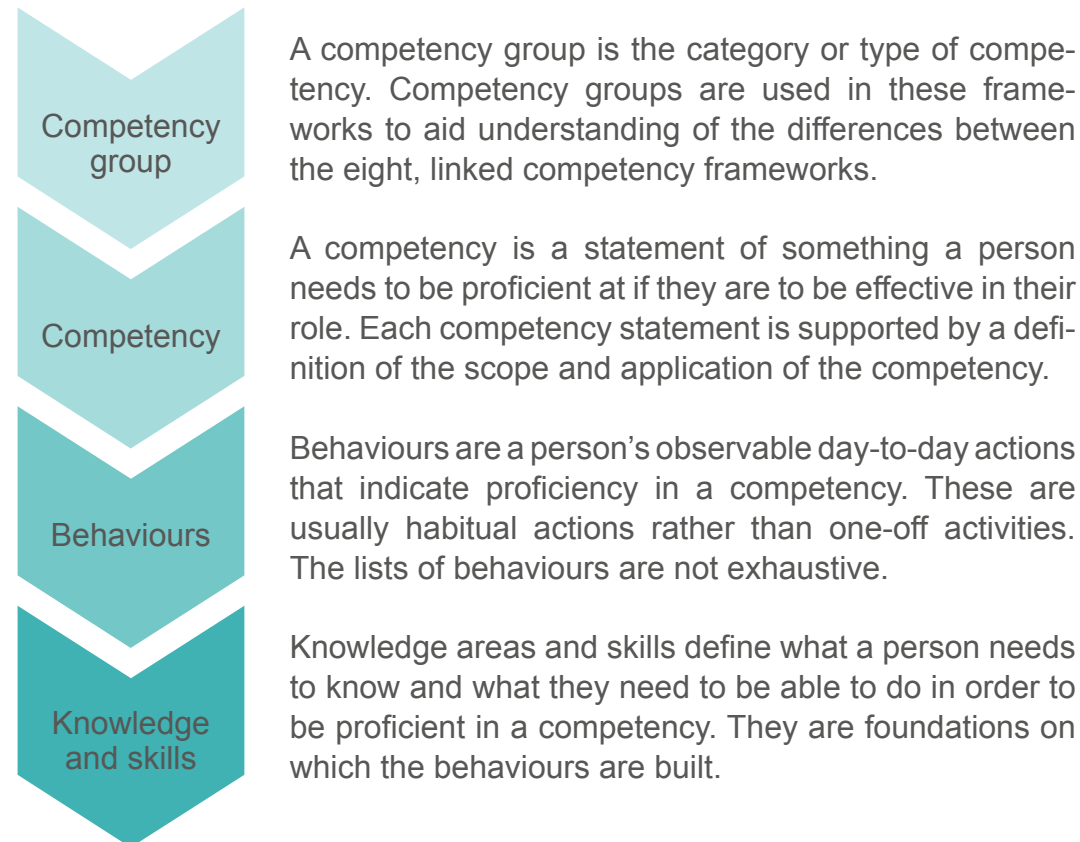 Competency
group
A competency group is the category or type of compe-
tency. Competency groups are used in these frame-
works to aid understanding of the differences between
the eight, linked competency frameworks.
Competency
A competency is a statement of something a person
needs to be proficient at if they are to be effective in their
role. Each competency statement is supported by a defi-
nition of the scope and application of the competency.
Behaviours
Behaviours are a person’s observable day-to-day actions
that indicate proficiency in a competency. These are
usually habitual actions rather than one-off activities.
The lists of behaviours are not exhaustive.
Knowledge
and skills
Knowledge areas and skills define what a person needs
to know and what they need to be able to do in order to
be proficient in a competency. They are foundations on
which the behaviours are built.